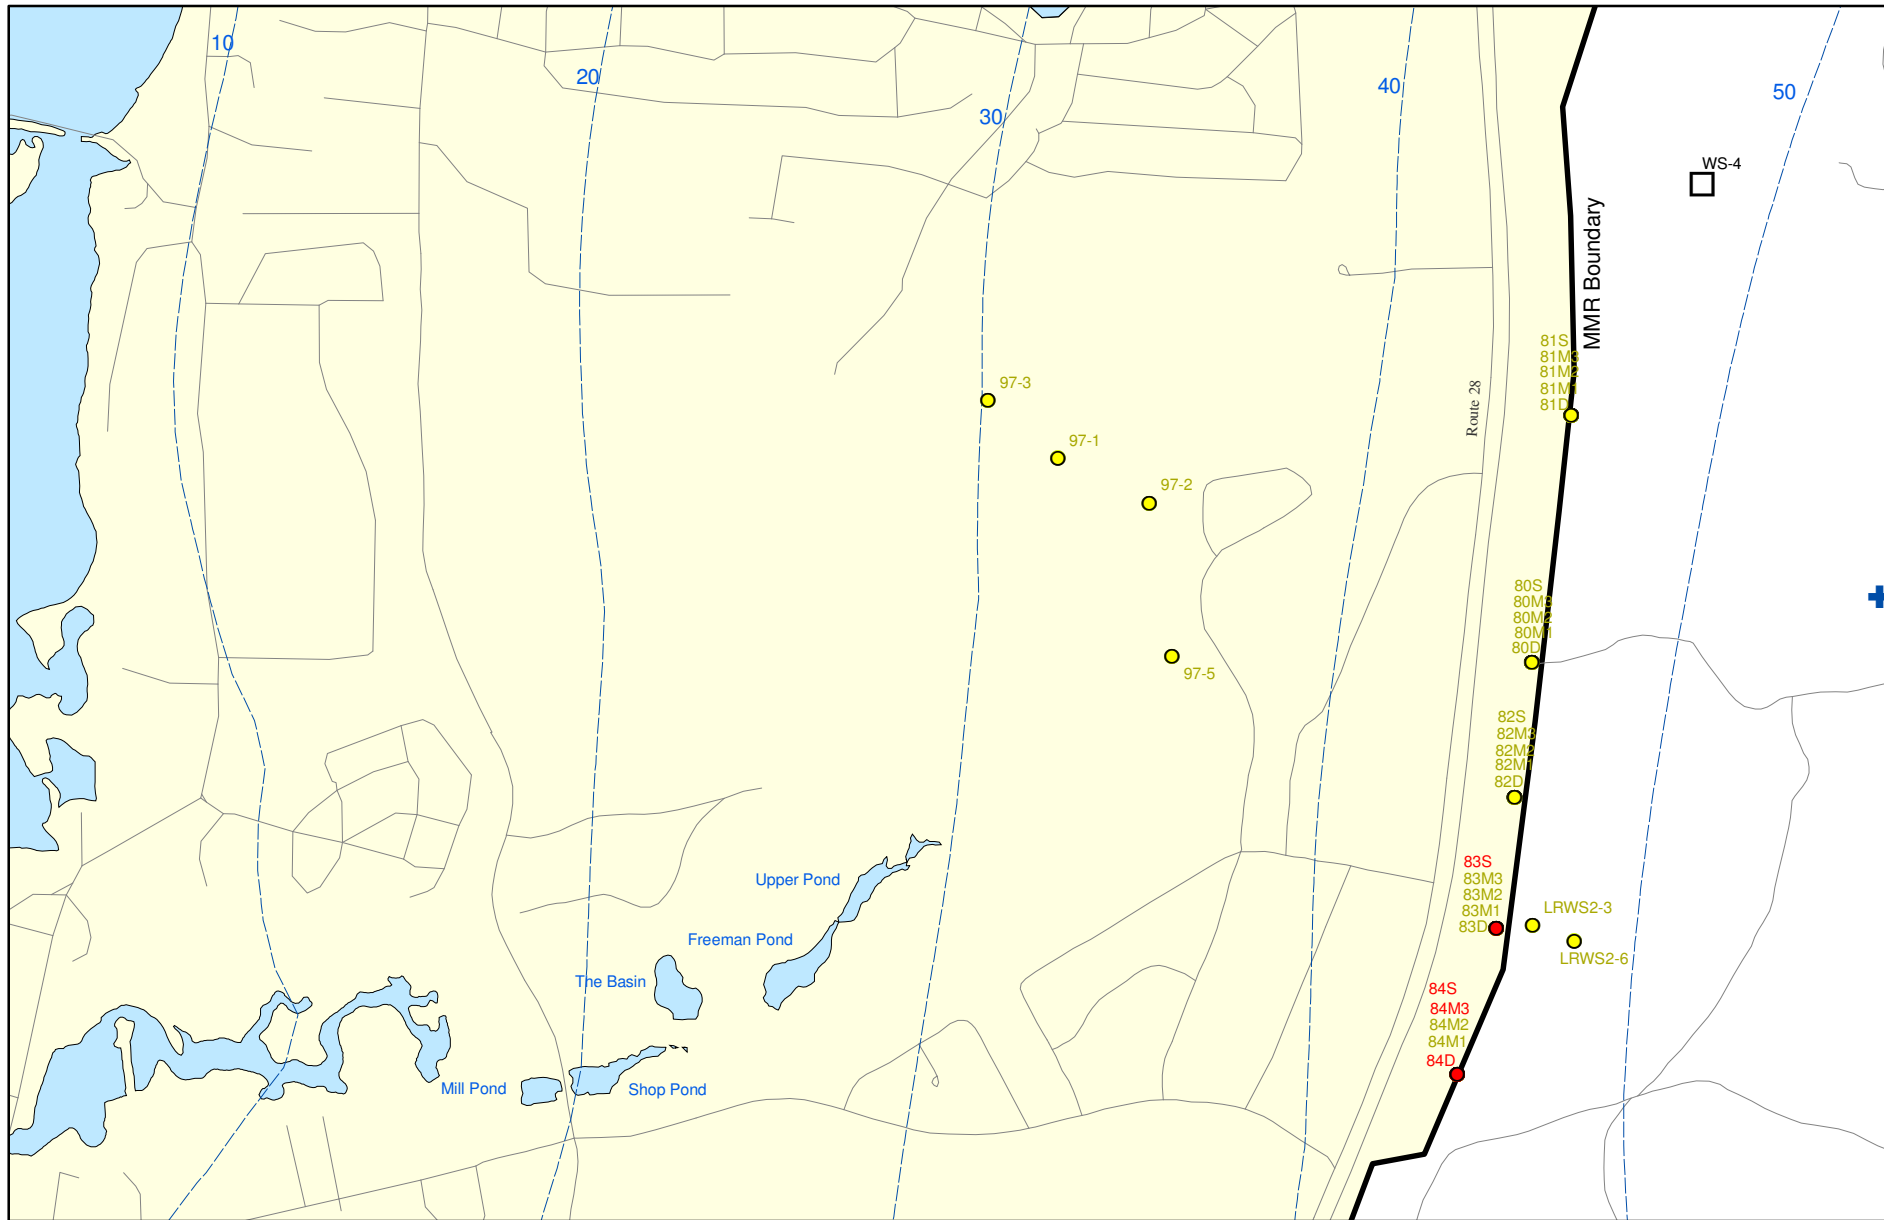 10
20
30
40
50
WS-4
MMR Boundary
Route 28
81S
81M3
81M2
81M1
81D
97-3
97-1
97-2
97-5
80S
80M3
80M2
80M1
80D
82S
82M3
82M2
82M1
82D
83S
83M3
83M2
83M1
83D
LRWS2-3
LRWS2-6
Upper Pond
Freeman Pond
The Basin
84S
84M3
84M2
84M1
84D
Mill Pond
Shop Pond